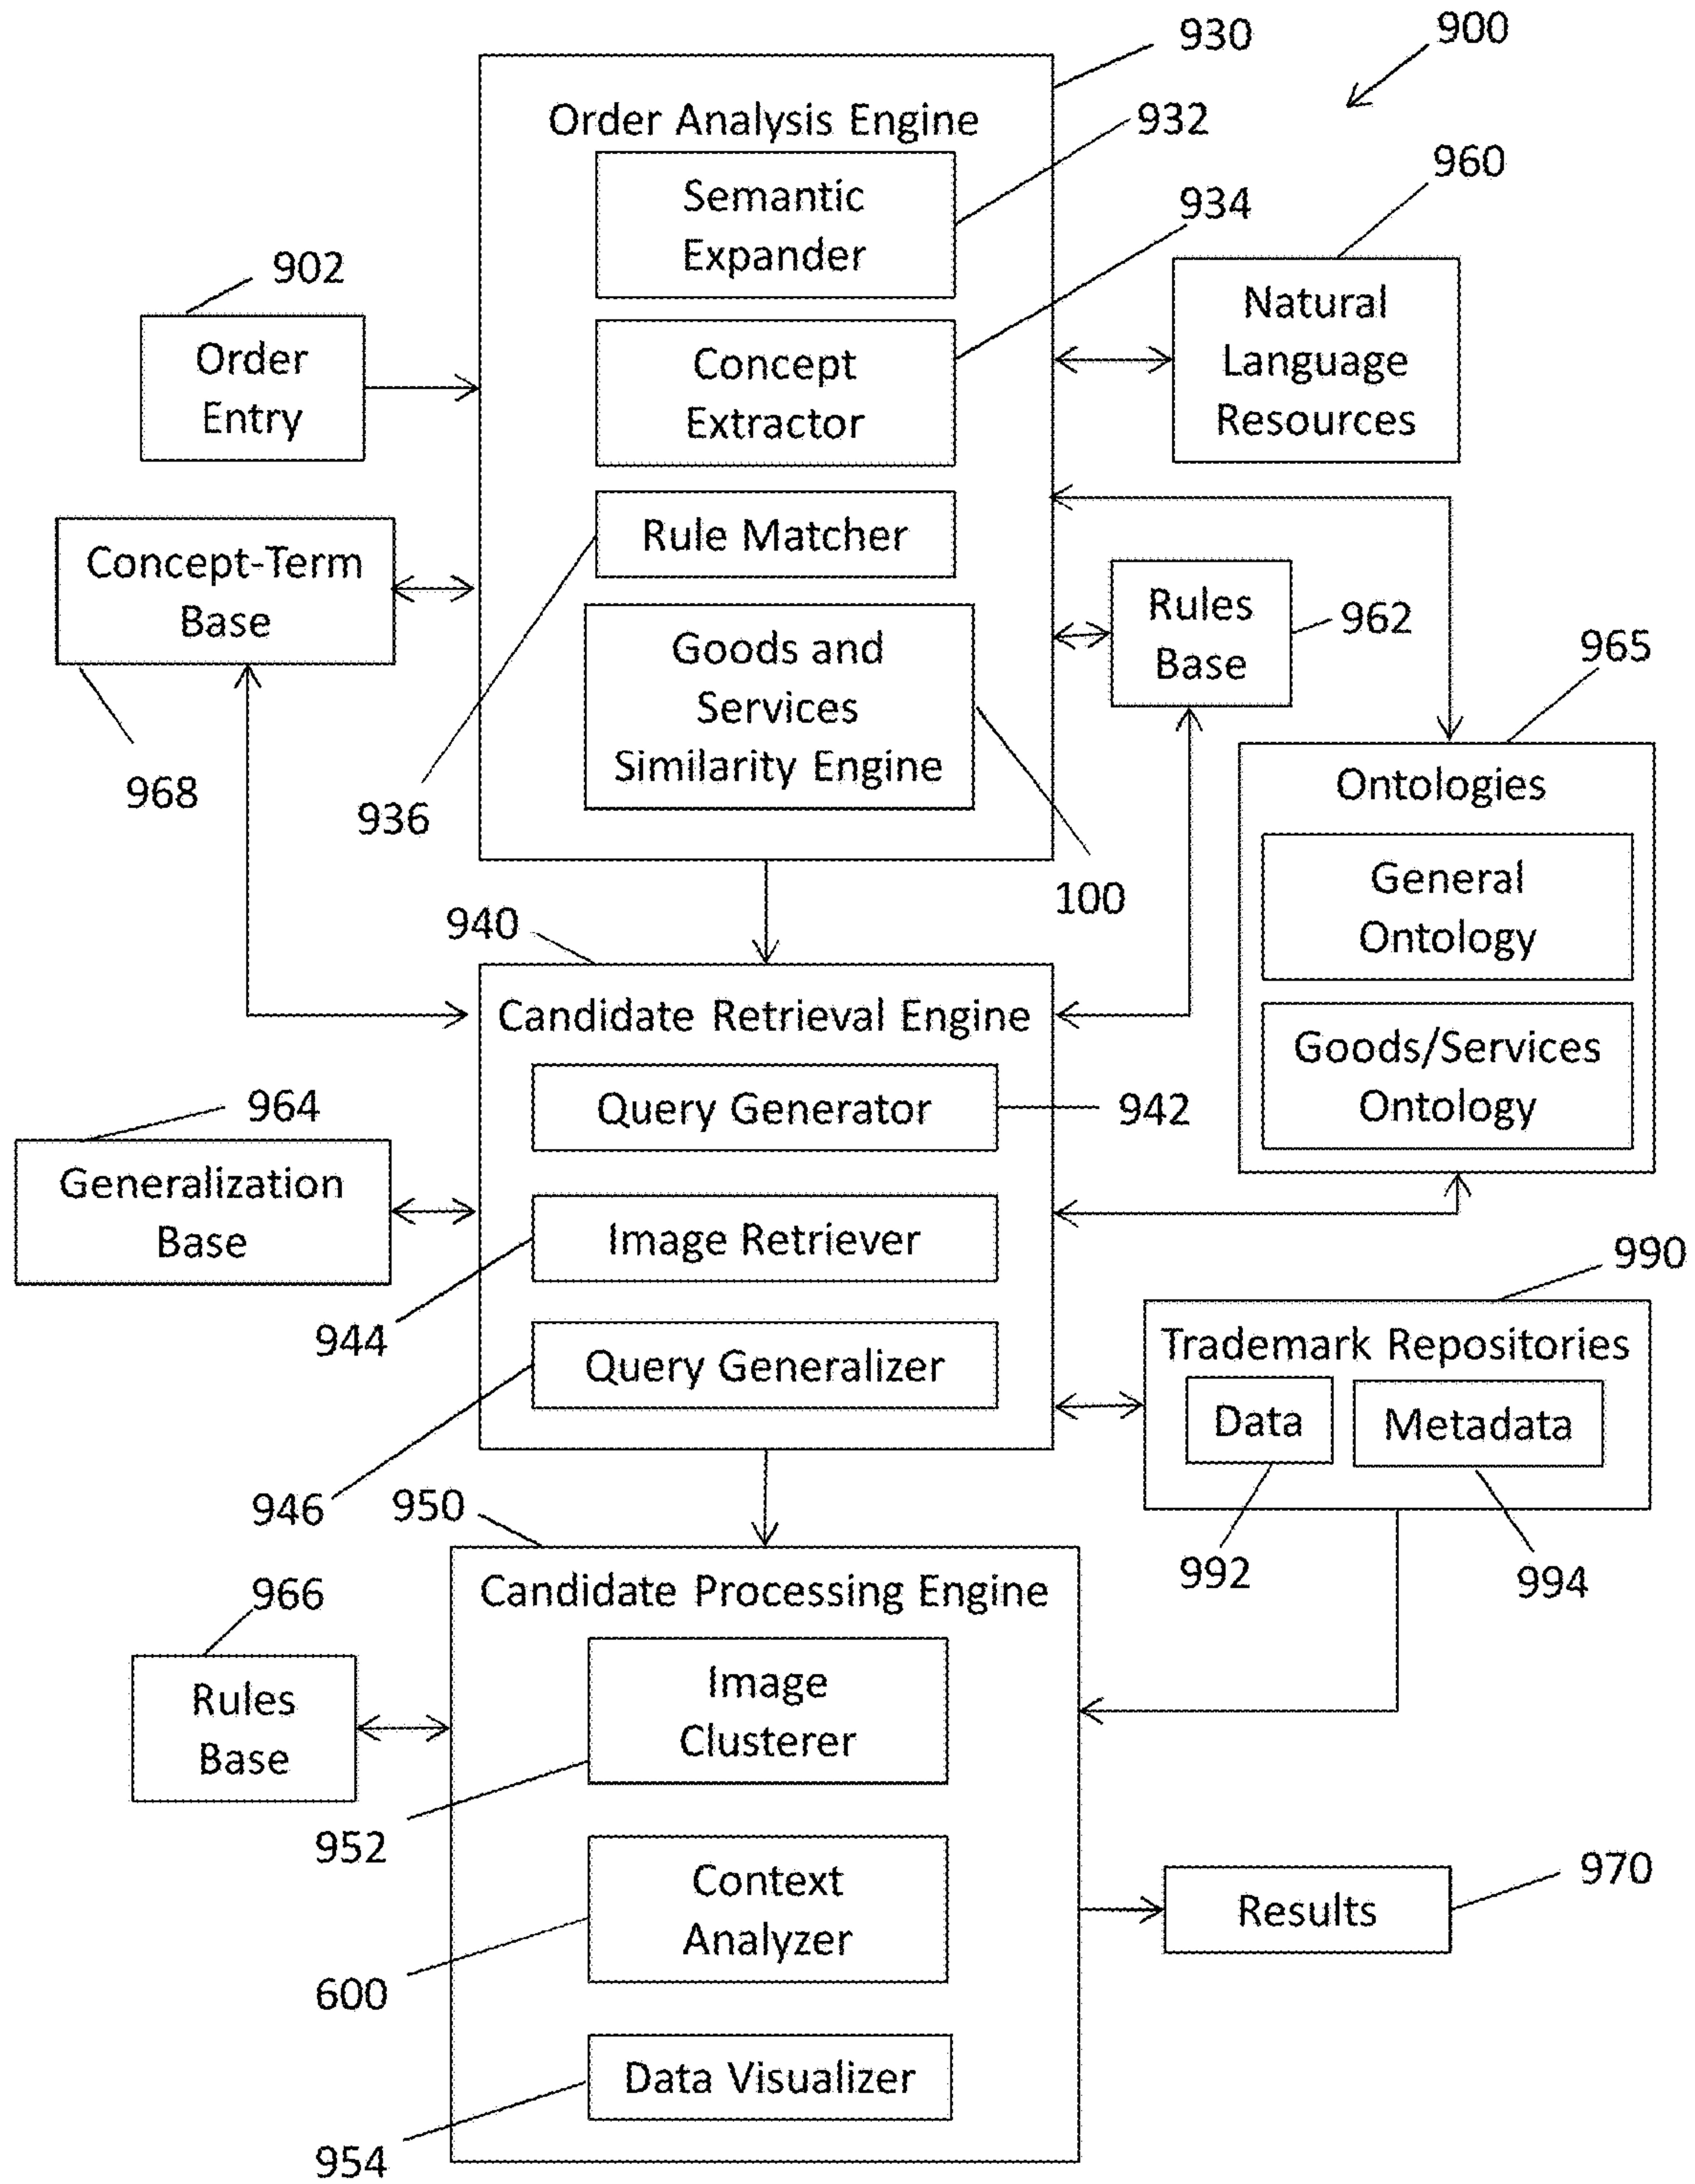 930
900
Order Analysis Engine
932
Semantic
Expander
960
934
902
Natural
Language
Resources
Order
Entry
Concept
Extractor
Rule Matcher
Concept-Term
Base
Rules
Base
962
965
Goods and
Services
Similarity Engine
968
936
100
Ontologies
General
Ontology
Goods/Services
Ontology
940
Candidate Retrieval Engine
Query Generator
942
964
Generalization
Base
Image Retriever
944
Query Generalizer
946
990
Trademark Repositories
Data
Metadata
992
994
950
Candidate Processing Engine
966
Rules
Base
Image
Clusterer
952
Context
Analyzer
600
970
Results
Data Visualizer
954